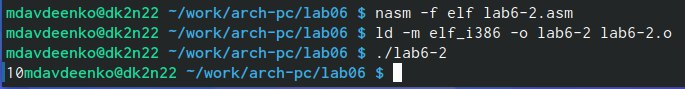 mdavdeenko@dk2n22 ~/work/arch-pc/lab06 $ nasm -f elf lab6-2.asm
mdavdeenko@dk2n22 ~/work/arch-pc/lab06 $ ld -m elf_i386 -o lab6-2 lab6-2.o
mdavdeenko@dk2n22 ~/work/arch-pc/lab06 $ ./lab6-2
10mdavdeenko@dk2n22 ~/work/arch-pc/lab06 $